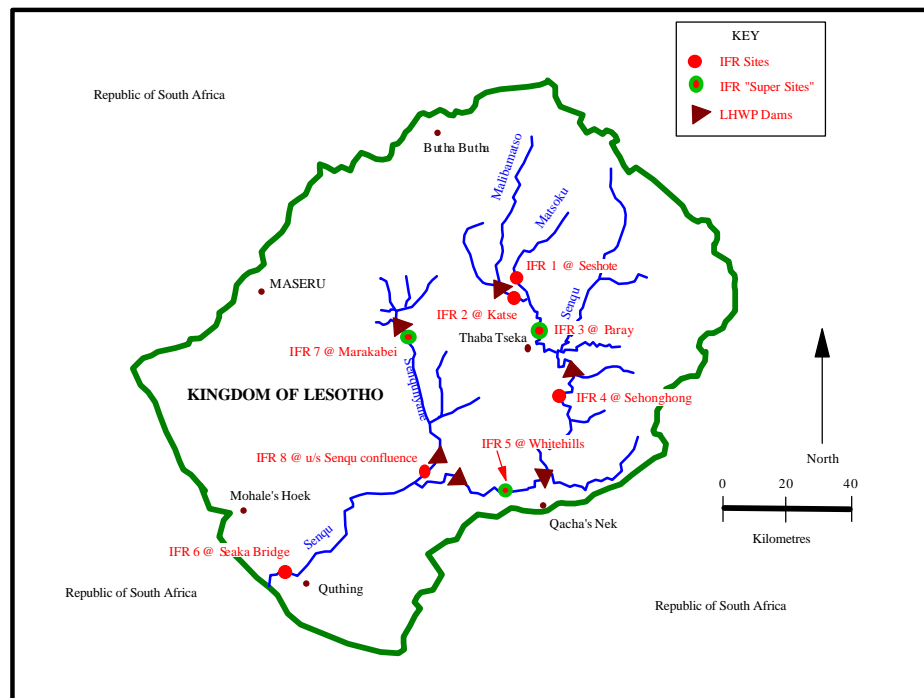 KEY
IFR Sites
IFR "Super Sites"
LHWP Dams
Republic of South Africa
Butha Butha
Malibamatso
Matsoku
IFR 1 @ Seshote
MASERU
Senqu
IFR 2 @ Katse
IFR 3 @ Paray
Thaba Tseka
IFR 7 @ Marakabei
Senqunyane
KINGDOM OF LESOTHO
IFR 4 @ Sehonghong
IFR 5 @ Whitehills
IFR 8 @ u/s Senqu confluence
North
Mohale's Hoek
Qacha's Nek
0 20 40
Kilometres
Senqu
IFR 6 @ Seaka Bridge
Quthing
Republic of South Africa
Republic of South Africa